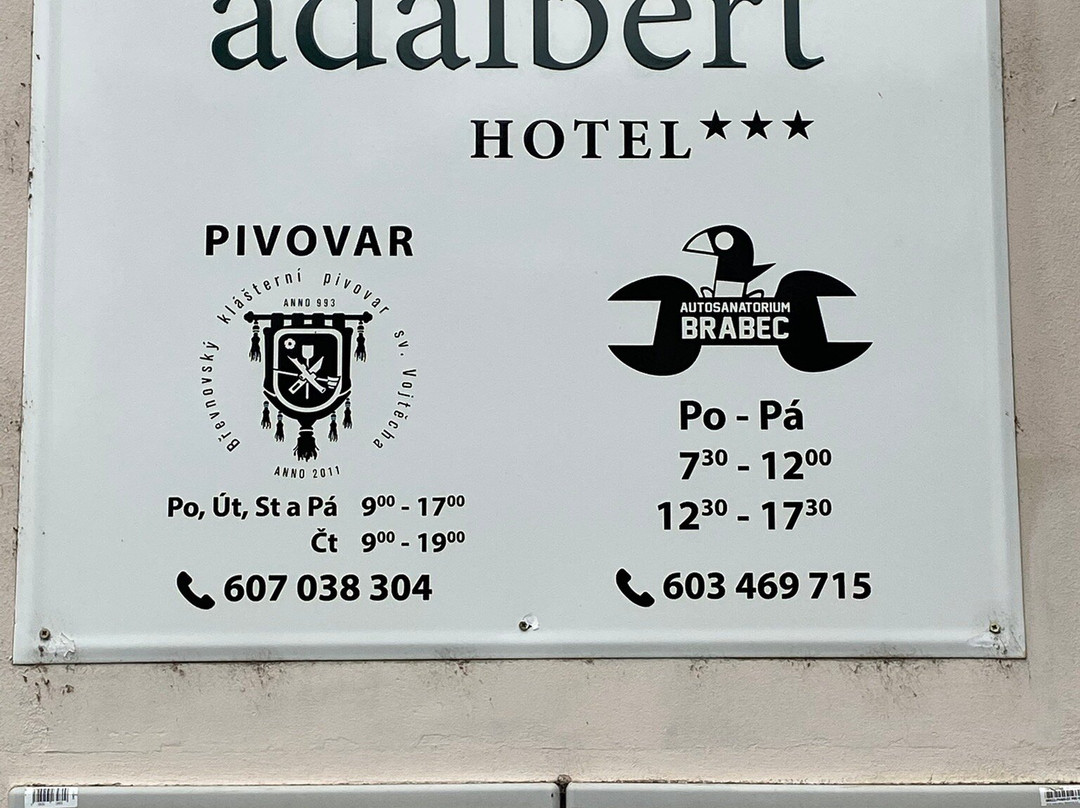 adalbert
HOTEL★★★
PIVOVAR
Břevnovský klášterní pivovar sv. Vojtěcha
ANNO 993
ANNO 2011
Po, Út, St a Pá 9⁰⁰ - 17⁰⁰
Čt 9⁰⁰ - 19⁰⁰
607 038 304
AUTOSANATORIUM
BRABEC
Po - Pá
7³⁰ - 12⁰⁰
12³⁰ - 17³⁰
603 469 715